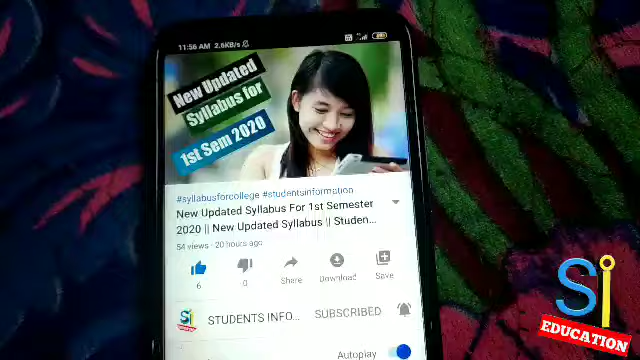 11:56 AM 2.6KB/s
New Updated
Syllabus for
1st Sem 2020
#syllabusforcollege #studentsinformation
New Updated Syllabus For 1st Semester
2020 || New Updated Syllabus || Studen...
54 views · 20 hours ago
6
0
Share
Download
Save
STUDENTS INFO...
SUBSCRIBED
Autoplay
Si
EDUCATION